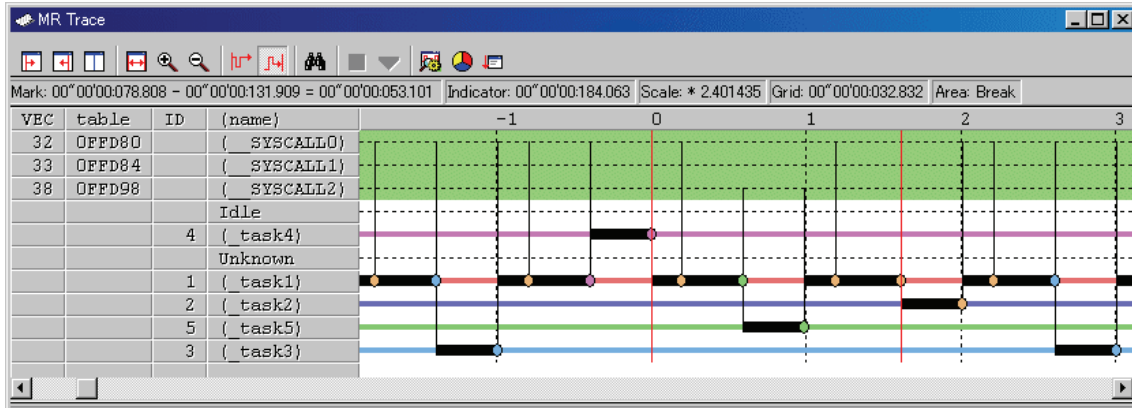 MR Trace
Mark: 00"00'00:078.808 - 00"00'00:131.909 = 00"00'00:053.101 Indicator: 00"00'00:184.063 Scale: * 2.401435 Grid: 00"00'00:032.832 Area: Break
VEC table ID (name) -1 0 1 2 3
32 0FFD80 (__SYSCALL0)
33 0FFD84 (__SYSCALL1)
38 0FFD98 (__SYSCALL2)
Idle
4 (_task4)
Unknown
1 (_task1)
2 (_task2)
5 (_task5)
3 (_task3)